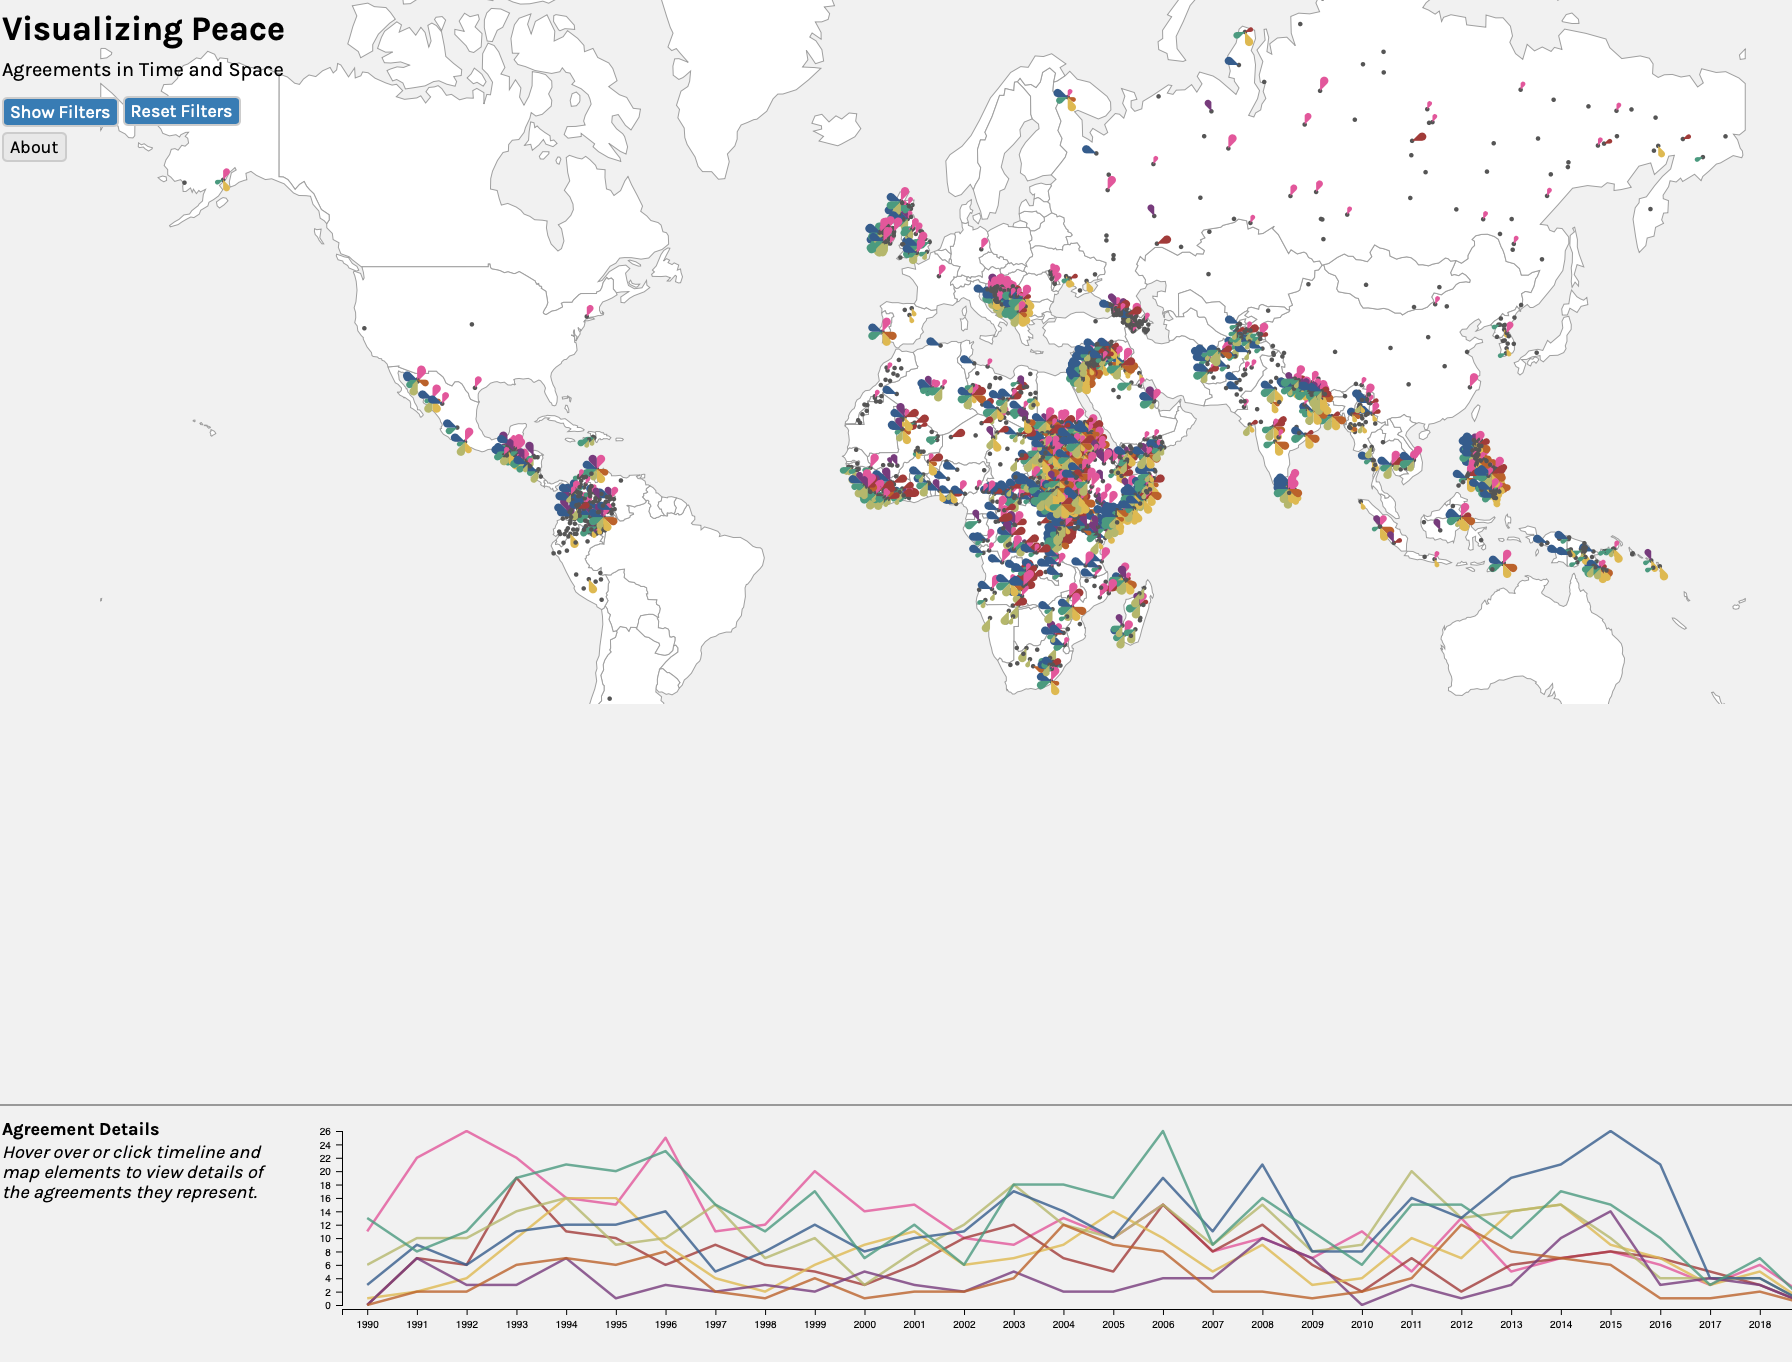 Visualizing Peace
Agreements in Time and Space
Show Filters
Reset Filters
About
Agreement Details
Hover over or click timeline and
map elements to view details of
the agreements they represent.
26
24
22
20
18
16
14
12
10
8
6
4
2
0
1990 1991 1992 1993 1994 1995 1996 1997 1998 1999 2000 2001 2002 2003 2004 2005 2006 2007 2008 2009 2010 2011 2012 2013 2014 2015 2016 2017 2018